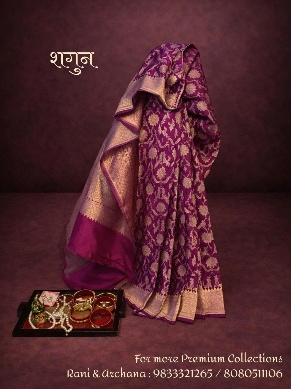 शगुन
For more Premium Collections
Rani & Archana : 9833321265 / 8080511106